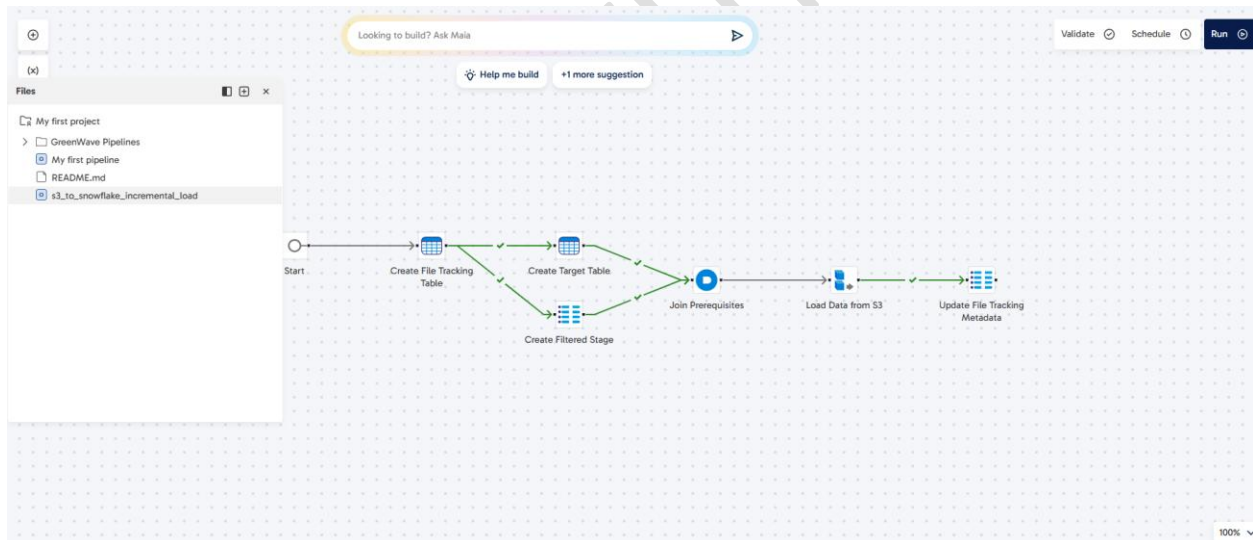 Looking to build? Ask Maia
Validate
Schedule
Run
(x)
Help me build
+1 more suggestion
Files
My first project
GreenWave Pipelines
My first pipeline
README.md
s3_to_snowflake_incremental_load
Start
Create File Tracking
Table
Create Target Table
Create Filtered Stage
Join Prerequisites
Load Data from S3
Update File Tracking
Metadata
100%